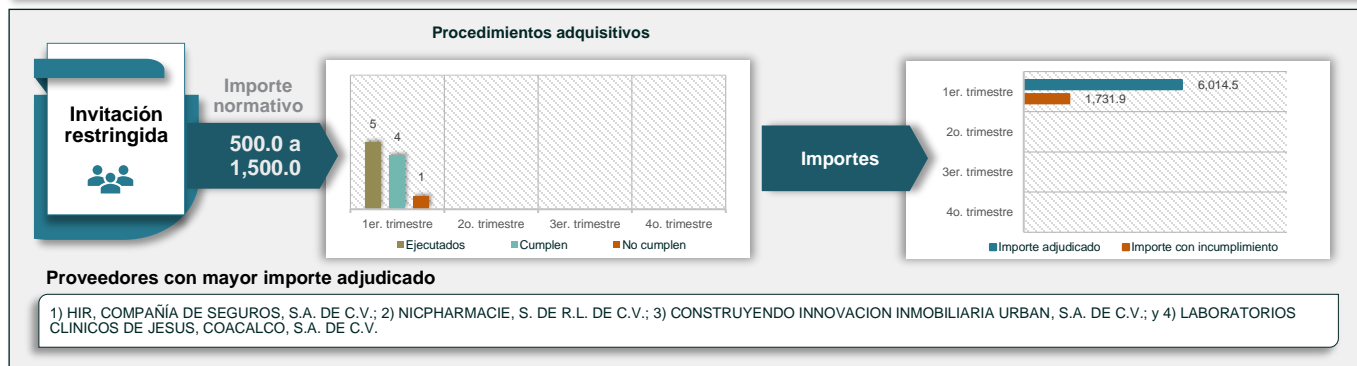 Procedimientos adquisitivos
Invitación
restringida
Importe
normativo
500.0 a
1,500.0
5
4
1
1er. trimestre
2o. trimestre
3er. trimestre
4o. trimestre
Ejecutados
Cumplen
No cumplen
Importes
1er. trimestre
6,014.5
1,731.9
2o. trimestre
3er. trimestre
4o. trimestre
Importe adjudicado
Importe con incumplimiento
Proveedores con mayor importe adjudicado
1) HIR, COMPAÑÍA DE SEGUROS, S.A. DE C.V.; 2) NICPHARMACIE, S. DE R.L. DE C.V.; 3) CONSTRUYENDO INNOVACION INMOBILIARIA URBAN, S.A. DE C.V.; y 4) LABORATORIOS
CLINICOS DE JESUS, COACALCO, S.A. DE C.V.